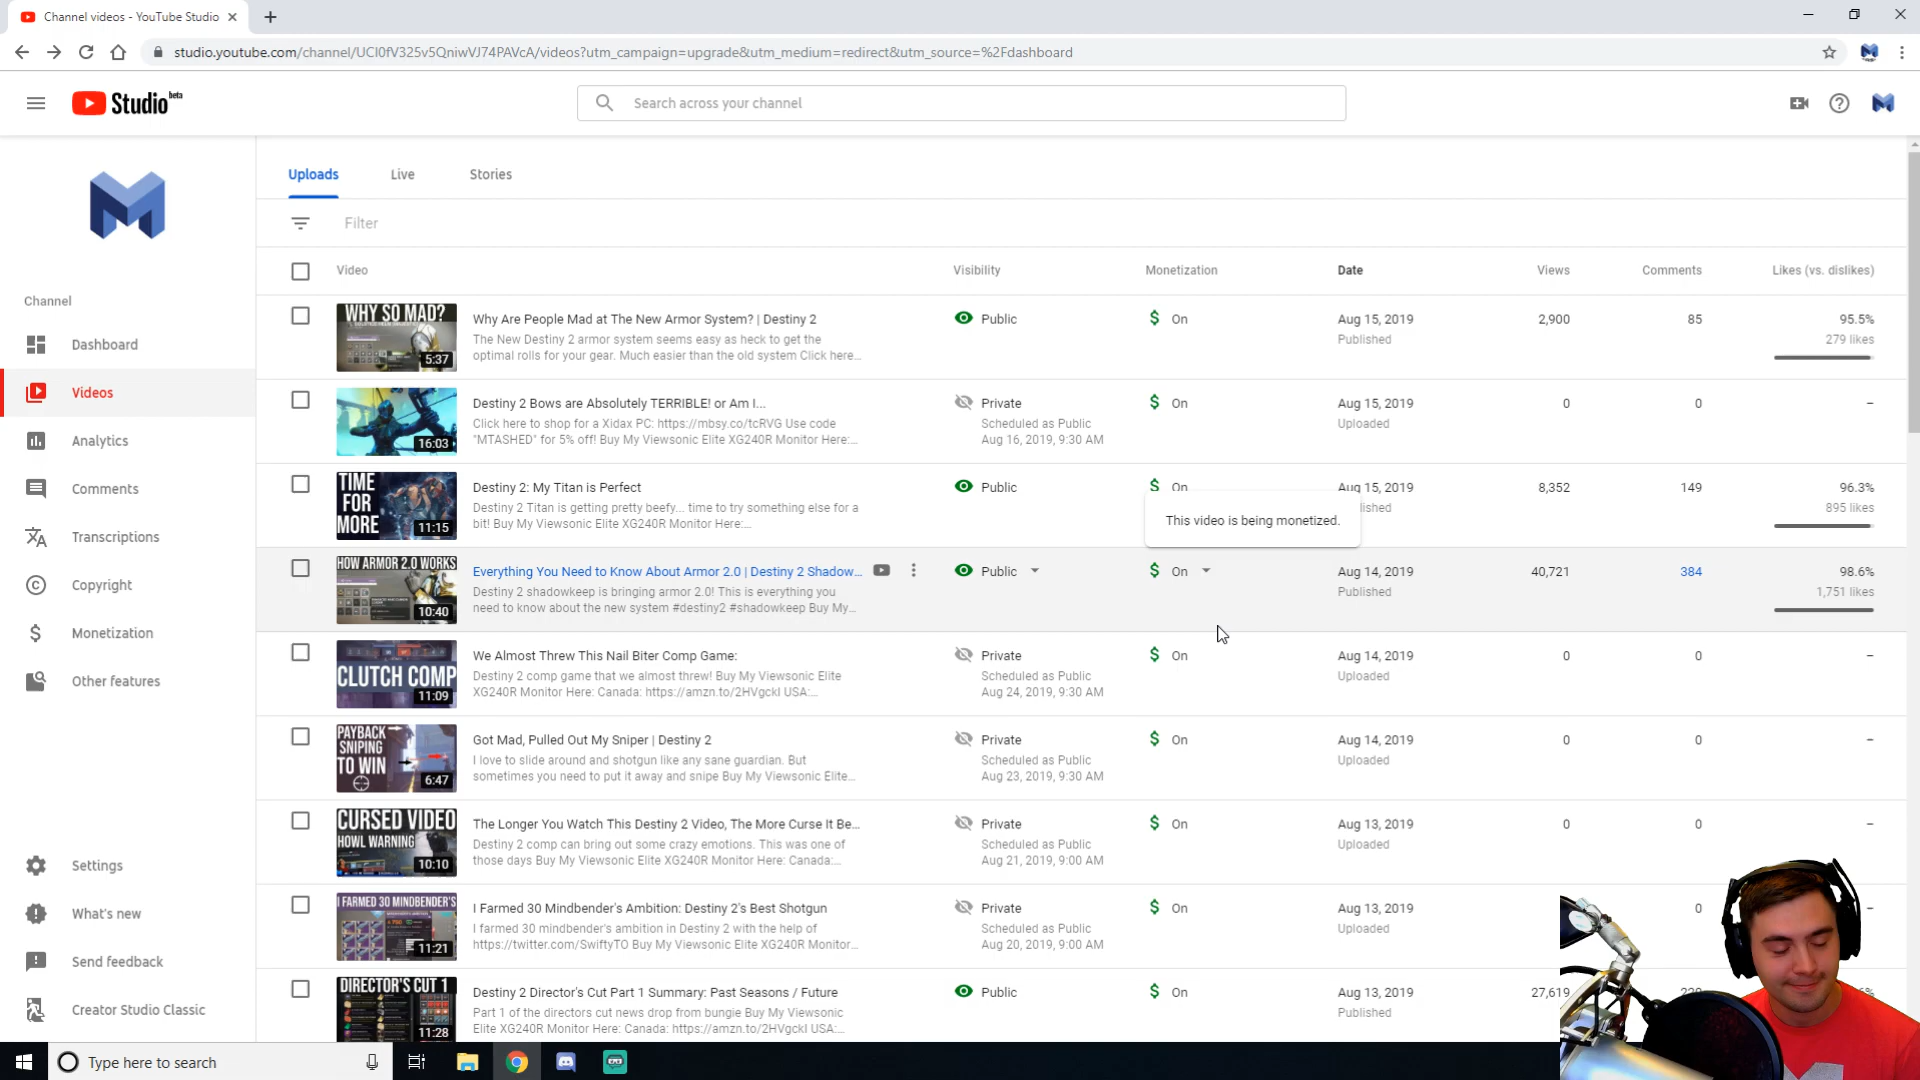 Channel videos - YouTube Studio
studio.youtube.com/channel/UCI0fV325v5QniwVJ74PAVcA/videos?utm_campaign=upgrade&utm_medium=redirect&utm_source=%2Fdashboard
Studio beta
Search across your channel
Channel
Dashboard
Videos
Analytics
Comments
Transcriptions
Copyright
Monetization
Other features
Settings
What's new
Send feedback
Creator Studio Classic
Uploads Live Stories
Filter
Video Visibility Monetization Date Views Comments Likes (vs. dislikes)
WHY SO MAD?
5:37
Why Are People Mad at The New Armor System? | Destiny 2
The New Destiny 2 armor system seems easy as heck to get the
optimal rolls for your gear. Much easier than the old system Click here...
Public On Aug 15, 2019 2,900 85 95.5%
Published 279 likes
16:03
Destiny 2 Bows are Absolutely TERRIBLE! or Am I...
Click here to shop for a Xidax PC: https://mbsy.co/tcRVG Use code
"MTASHED" for 5% off! Buy My Viewsonic Elite XG240R Monitor Here:...
Private On Aug 15, 2019 0 0 –
Scheduled as Public Uploaded
Aug 16, 2019, 9:30 AM
TIME
FOR
MORE
11:15
Destiny 2: My Titan is Perfect
Destiny 2 Titan is getting pretty beefy... time to try something else for a
bit! Buy My Viewsonic Elite XG240R Monitor Here:...
Public On Aug 15, 2019 8,352 149 96.3%
lished 895 likes
This video is being monetized.
HOW ARMOR 2.0 WORKS
10:40
Everything You Need to Know About Armor 2.0 | Destiny 2 Shadow...
Destiny 2 shadowkeep is bringing armor 2.0! This is everything you
need to know about the new system #destiny2 #shadowkeep Buy My...
Public On Aug 14, 2019 40,721 384 98.6%
Published 1,751 likes
CLUTCH COMP
11:09
We Almost Threw This Nail Biter Comp Game:
Destiny 2 comp game that we almost threw! Buy My Viewsonic Elite
XG240R Monitor Here: Canada: https://amzn.to/2HVgckI USA:...
Private On Aug 14, 2019 0 0 –
Scheduled as Public Uploaded
Aug 24, 2019, 9:30 AM
PAYBACK
SNIPING
TO WIN
6:47
Got Mad, Pulled Out My Sniper | Destiny 2
I love to slide around and shotgun like any sane guardian. But
sometimes you need to put it away and snipe Buy My Viewsonic Elite...
Private On Aug 14, 2019 0 0 –
Scheduled as Public Uploaded
Aug 23, 2019, 9:30 AM
CURSED VIDEO
HOWL WARNING
10:10
The Longer You Watch This Destiny 2 Video, The More Curse It Be...
Destiny 2 comp can bring out some crazy emotions. This was one of
those days Buy My Viewsonic Elite XG240R Monitor Here: Canada:...
Private On Aug 13, 2019 0 0 –
Scheduled as Public Uploaded
Aug 21, 2019, 9:00 AM
I FARMED 30 MINDBENDER'S
11:21
I Farmed 30 Mindbender's Ambition: Destiny 2's Best Shotgun
I farmed 30 mindbender's ambition in Destiny 2 with the help of
https://twitter.com/SwiftyTO Buy My Viewsonic Elite XG240R Monitor...
Private On Aug 13, 2019 0 –
Scheduled as Public Uploaded
Aug 20, 2019, 9:00 AM
DIRECTOR'S CUT 1
11:28
Destiny 2 Director's Cut Part 1 Summary: Past Seasons / Future
Part 1 of the directors cut news drop from bungie Buy My Viewsonic
Elite XG240R Monitor Here: Canada: https://amzn.to/2HVgckI USA:...
Public On Aug 13, 2019 27,619
Published
Type here to search